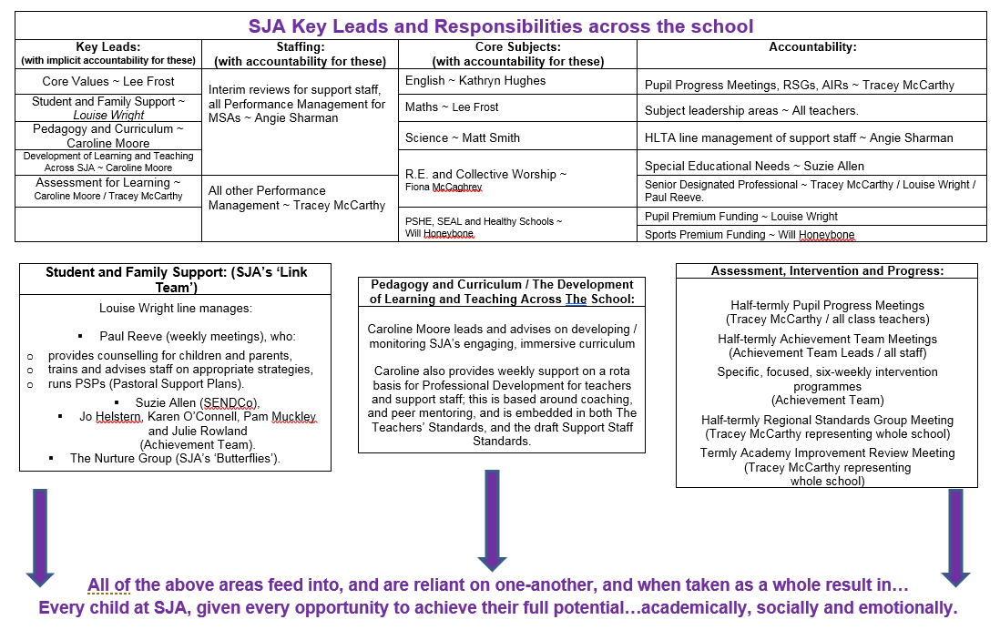 SJA Key Leads and Responsibilities across the school
Key Leads:
(with implicit accountability for these)
Staffing:
(with accountability for these)
Core Subjects:
(with accountability for these)
Accountability:
Core Values ~ Lee Frost
Student and Family Support ~
Louise Wright
Pedagogy and Curriculum ~
Caroline Moore
Development of Learning and Teaching
Across SJA ~ Caroline Moore
Assessment for Learning ~
Caroline Moore / Tracey McCarthy
Interim reviews for support staff,
all Performance Management for
MSAs ~ Angie Sharman
All other Performance
Management ~ Tracey McCarthy
English ~ Kathryn Hughes
Maths ~ Lee Frost
Science ~ Matt Smith
R.E. and Collective Worship ~
Fiona McCaghrey
PSHE, SEAL and Healthy Schools ~
Will Honeybone
Pupil Progress Meetings, RSGs, AIRs ~ Tracey McCarthy
Subject leadership areas ~ All teachers.
HLTA line management of support staff ~ Angie Sharman
Special Educational Needs ~ Suzie Allen
Senior Designated Professional ~ Tracey McCarthy / Louise Wright /
Paul Reeve.
Pupil Premium Funding ~ Louise Wright
Sports Premium Funding ~ Will Honeybone
Student and Family Support: (SJA's 'Link
Team')
Louise Wright line manages:
▪ Paul Reeve (weekly meetings), who:
o provides counselling for children and parents,
o trains and advises staff on appropriate strategies,
o runs PSPs (Pastoral Support Plans).
▪ Suzie Allen (SENDCo),
▪ Jo Helstern, Karen O'Connell, Pam Muckley
and Julie Rowland
(Achievement Team).
▪ The Nurture Group (SJA's 'Butterflies').
Pedagogy and Curriculum / The Development
of Learning and Teaching Across The School:
Caroline Moore leads and advises on developing /
monitoring SJA's engaging, immersive curriculum
Caroline also provides weekly support on a rota
basis for Professional Development for teachers
and support staff; this is based around coaching,
and peer mentoring, and is embedded in both The
Teachers' Standards, and the draft Support Staff
Standards.
Assessment, Intervention and Progress:
Half-termly Pupil Progress Meetings
(Tracey McCarthy / all class teachers)
Half-termly Achievement Team Meetings
(Achievement Team Leads / all staff)
Specific, focused, six-weekly intervention
programmes
(Achievement Team)
Half-termly Regional Standards Group Meeting
(Tracey McCarthy representing whole school)
Termly Academy Improvement Review Meeting
(Tracey McCarthy representing
whole school)
All of the above areas feed into, and are reliant on one-another, and when taken as a whole result in…
Every child at SJA, given every opportunity to achieve their full potential…academically, socially and emotionally.